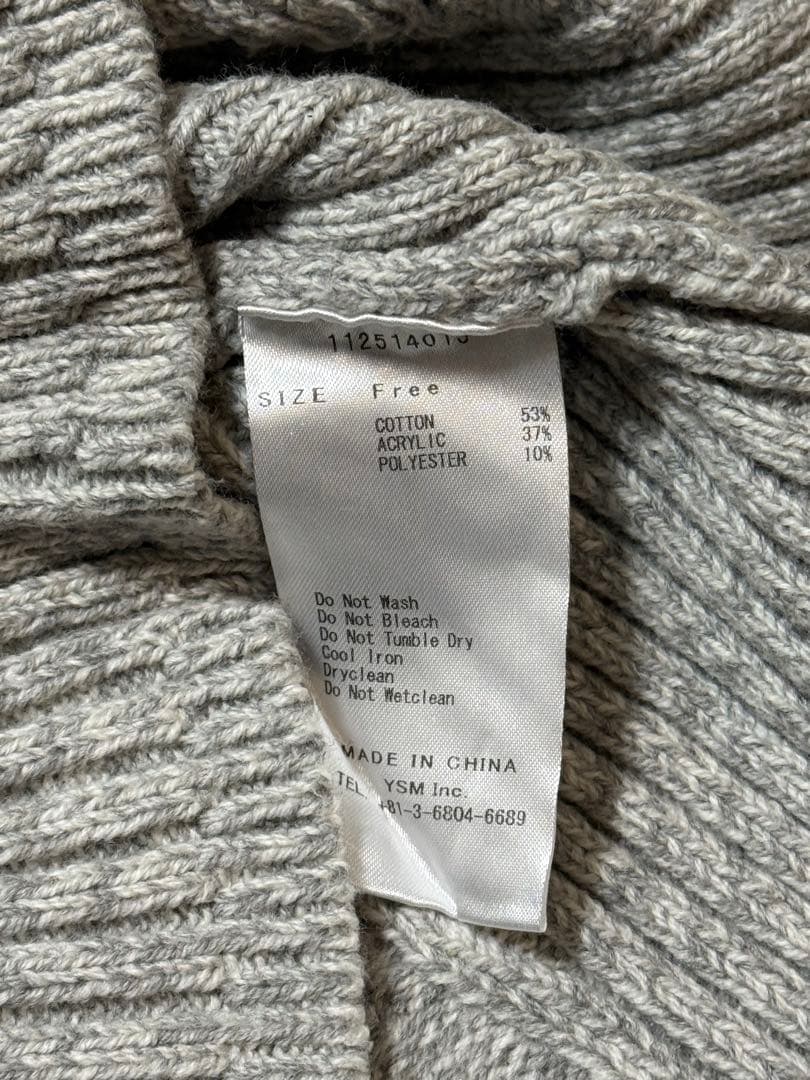 SIZE Free
COTTON 53%
ACRYLIC 37%
POLYESTER 10%
Do Not Wash
Do Not Bleach
Do Not Tumble Dry
Cool Iron
Dryclean
Do Not Wetclean
MADE IN CHINA
YSM Inc.
TEL. +81-3-6804-6689